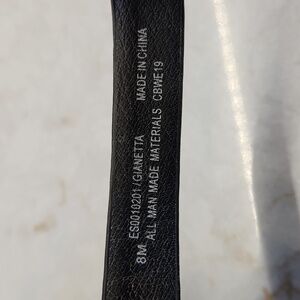 ES0010201/GIANETTA MADE IN CHINA
8M ALL MAN MADE MATERIALS CBWE19